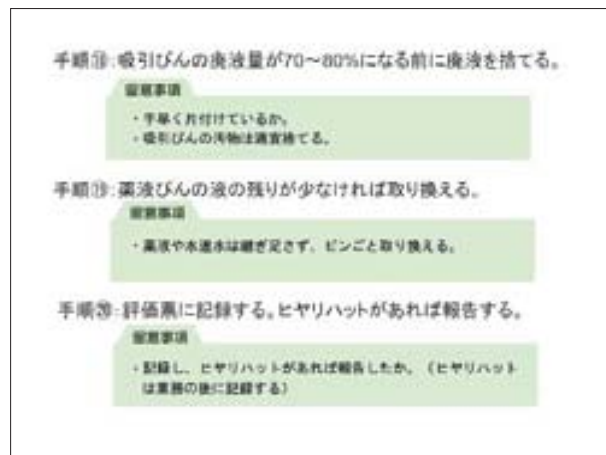 手順⑱:吸引びんの廃液量が70～80%になる前に廃液を捨てる。
留意事項
・手早く片付けているか。
・吸引びんの汚物は適宜捨てる。
手順⑲:薬液びんの液の残りが少なければ取り換える。
留意事項
・薬液や水道水は継ぎ足さず、ビンごと取り換える。
手順⑳:評価票に記録する。ヒヤリハットがあれば報告する。
留意事項
・記録し、ヒヤリハットがあれば報告したか。（ヒヤリハット
は業務の後に記録する）